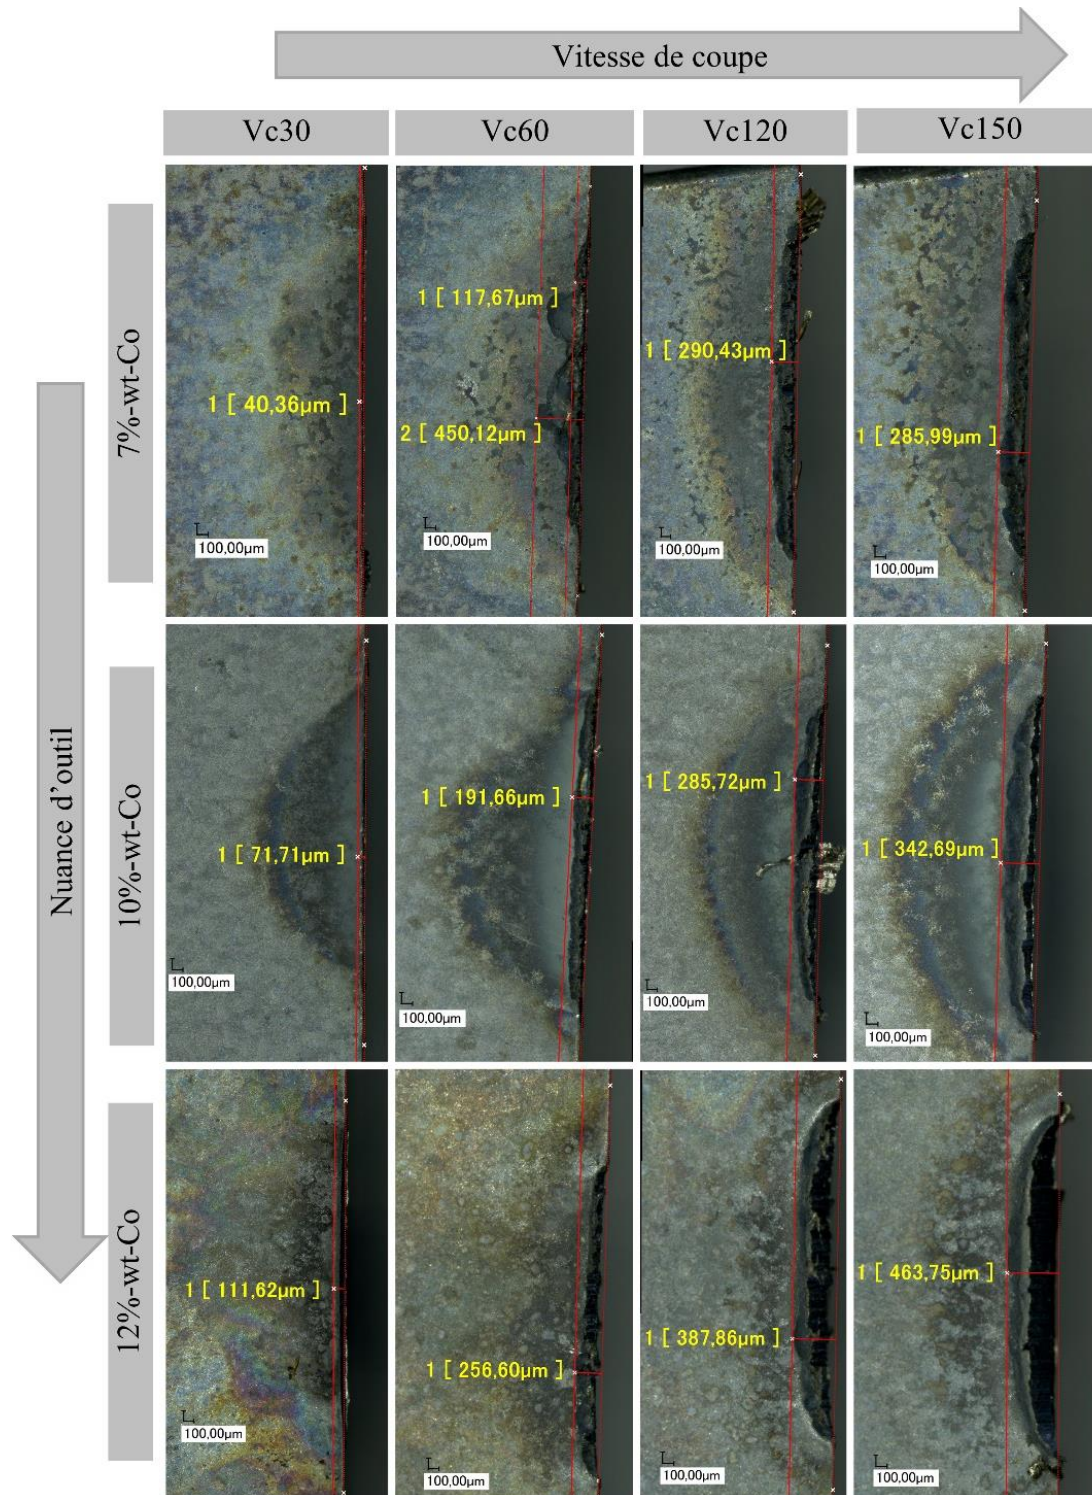 Vitesse de coupe
Vc30
Vc60
Vc120
Vc150
Nuance d'outil
7%-wt-Co
1 [ 40,36µm ]
100,00µm
1 [ 117,67µm ]
2 [ 450,12µm ]
100,00µm
1 [ 290,43µm ]
100,00µm
1 [ 285,99µm ]
100,00µm
10%-wt-Co
1 [ 71,71µm ]
100,00µm
1 [ 191,66µm ]
100,00µm
1 [ 285,72µm ]
100,00µm
1 [ 342,69µm ]
100,00µm
12%-wt-Co
1 [ 111,62µm ]
100,00µm
1 [ 256,60µm ]
100,00µm
1 [ 387,86µm ]
100,00µm
1 [ 463,75µm ]
100,00µm